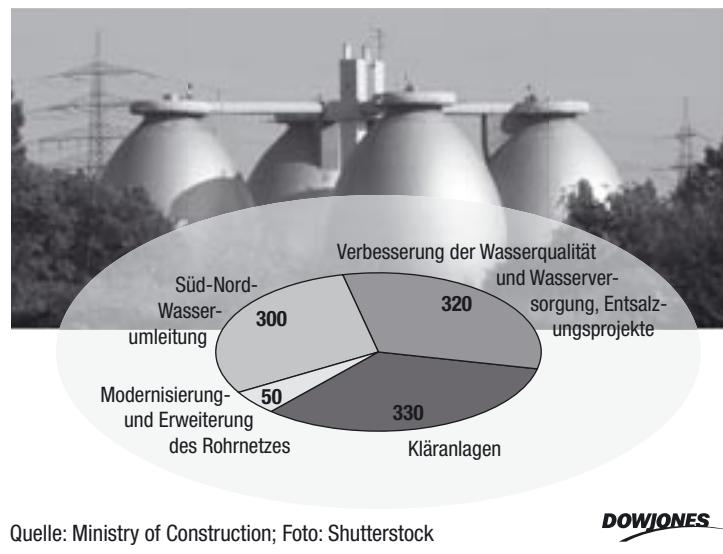 Verbesserung der Wasserqualität
und Wasserver-
sorgung, Entsalz-
ungsprojekte
320
Süd-Nord-
Wasser-
umleitung
300
Modernisierung-
und Erweiterung
des Rohrnetzes
50
330
Kläranlagen
Quelle: Ministry of Construction; Foto: Shutterstock
DOWJONES